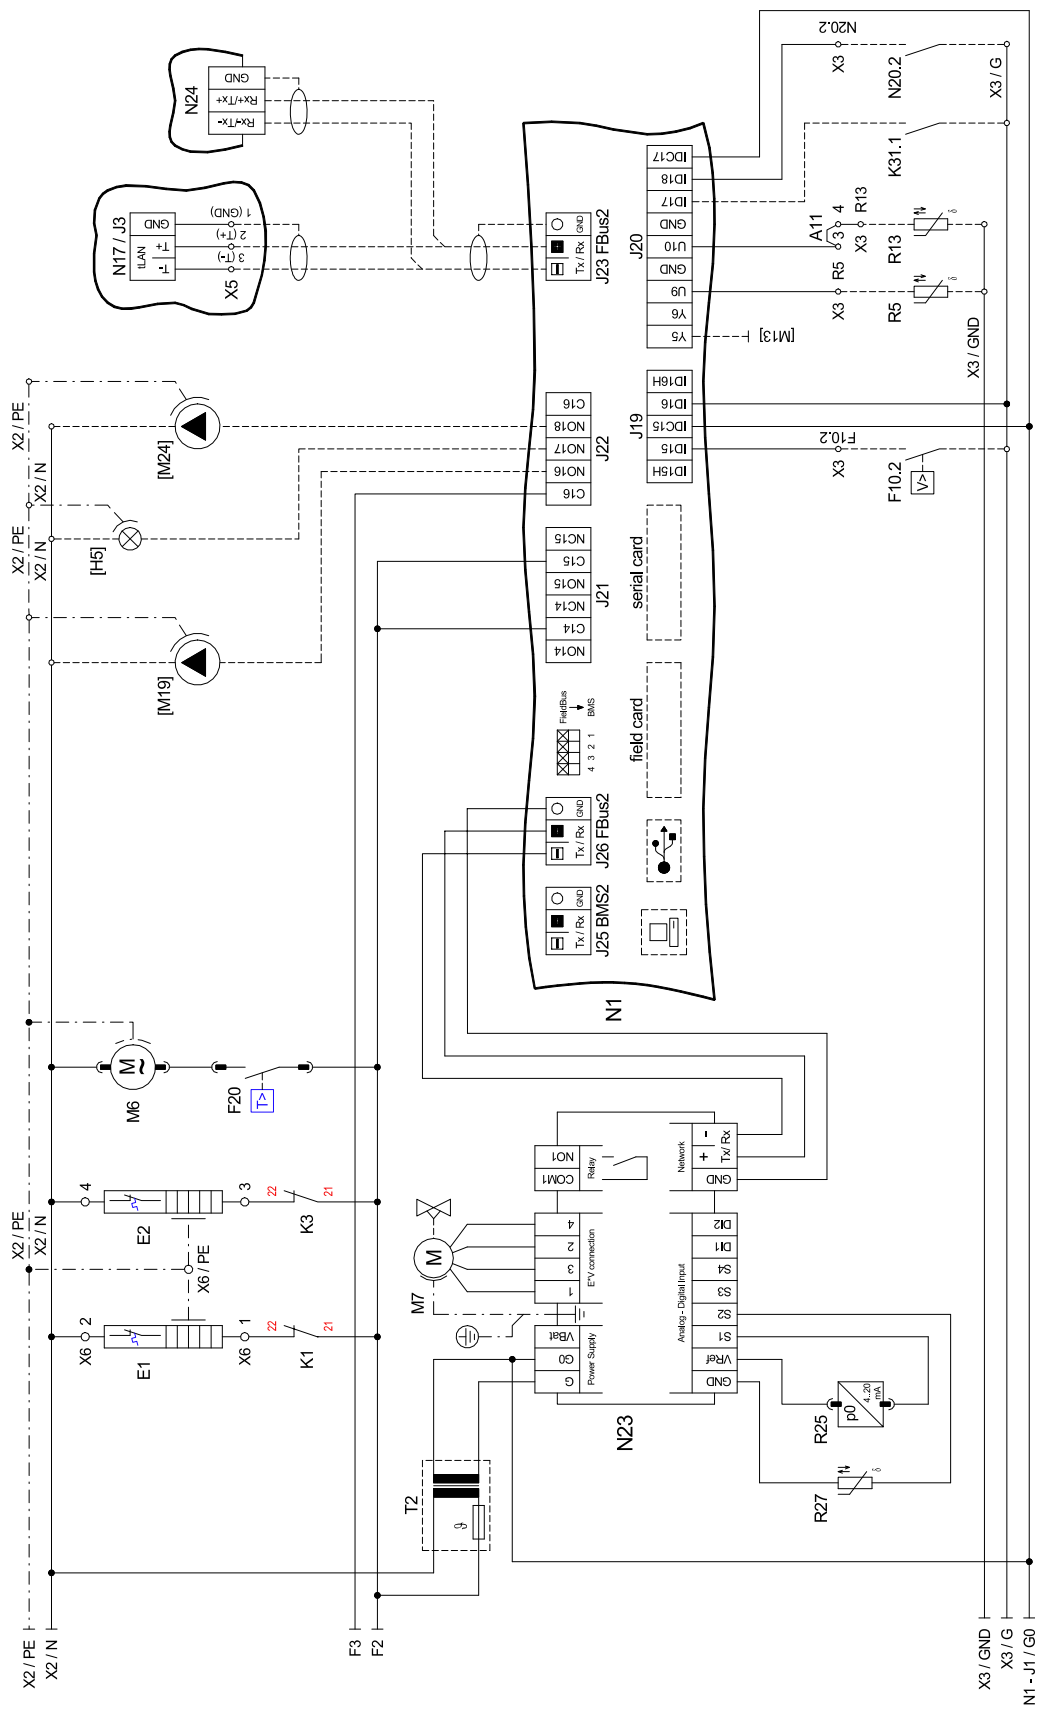 X2 / PE
X2 / N
F3
F2
X3 / GND
X3 / G
N1 - J1 / G0
T2
ϑ
X6
2
E1
X6
1
22
21
K1
X2 / PE
X2 / N
4
E2
3
22
21
K3
X6 / PE
M6
M
~
F20
T>
M7
M
N23
G
G0
VBat
Power Supply
1
3
2
4
E*V connection
COM1
NO1
Relay
GND
VRef
S1
S2
S3
S4
DI1
DI2
Analog - Digital Input
GND
+
-
Tx/ Rx
Network
R27
δ
R25
p0
4..20
mA
N1
Tx / Rx
GND
J25 BMS2
Tx / Rx
GND
J26 FBus2
4 3 2 1
FieldBus
BMS
field card
serial card
NO14
C14
NC14
NO15
C15
NC15
J21
C16
NO16
NO17
NO18
C16
J22
Tx / Rx
GND
J23 FBus2
ID15H
ID15
IDC15
ID16
ID16H
J19
Y5
Y6
U9
GND
U10
GND
ID17
ID18
IDC17
J20
[M19]
X2 / PE
X2 / N
[H5]
X2 / PE
X2 / N
[M24]
N17 / J3
tLAN
T-
T+
GND
3 (T-)
2 (T+)
1 (GND)
X5
N24
Rx-/Tx-
Rx+/Tx+
GND
F10.2
X3
F10.2
V>
[M13]
X3 / GND
X3
R5
R5
δ
A11
3
4
X3
R13
R13
δ
K31.1
N20.2
X3
N20.2
X3 / G